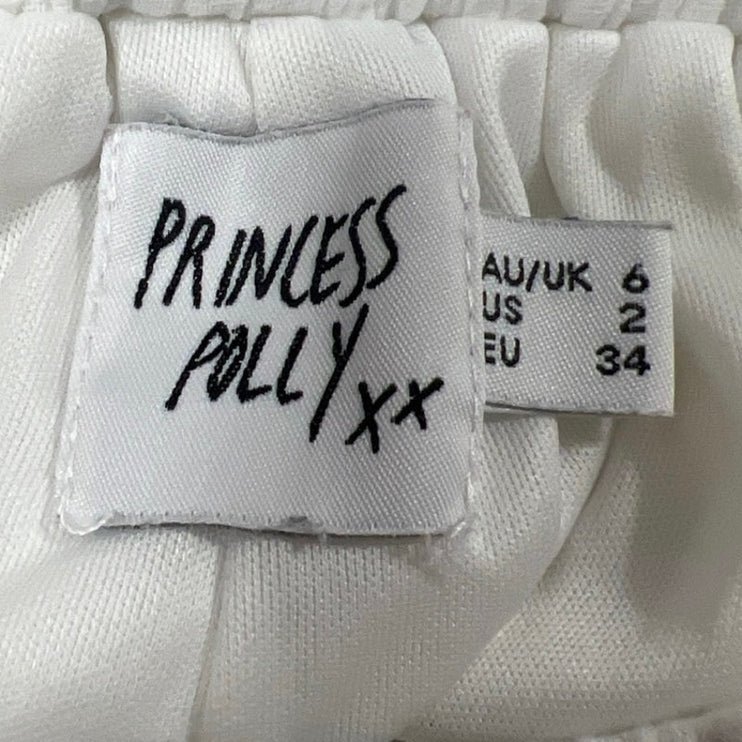 PRINCESS
POLLY xx
AU/UK 6
US 2
EU 34